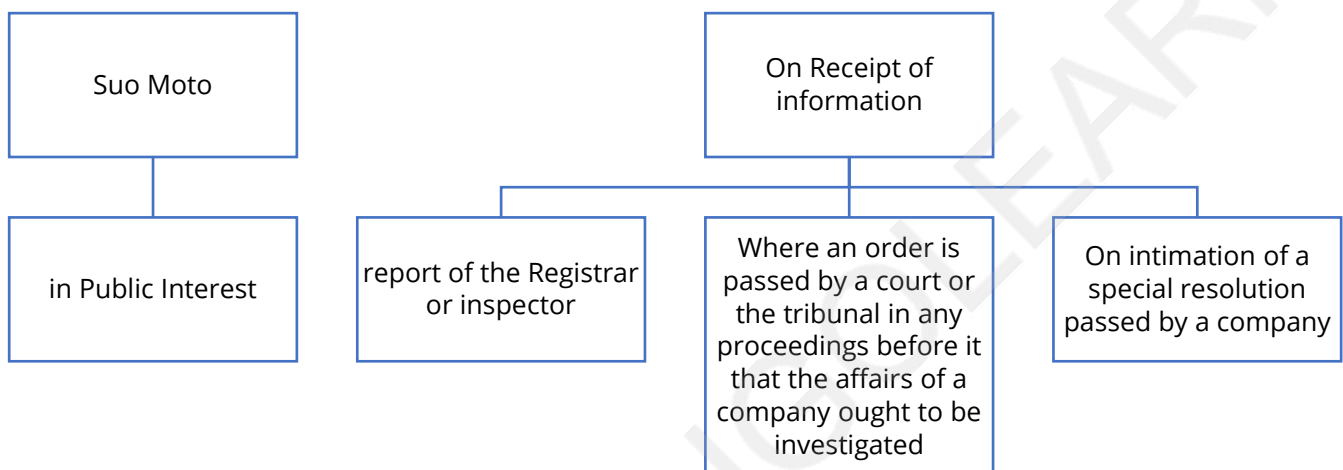 Suo Moto
On Receipt of
information
in Public Interest
report of the Registrar
or inspector
Where an order is
passed by a court or
the tribunal in any
proceedings before it
that the affairs of a
company ought to be
investigated
On intimation of a
special resolution
passed by a company